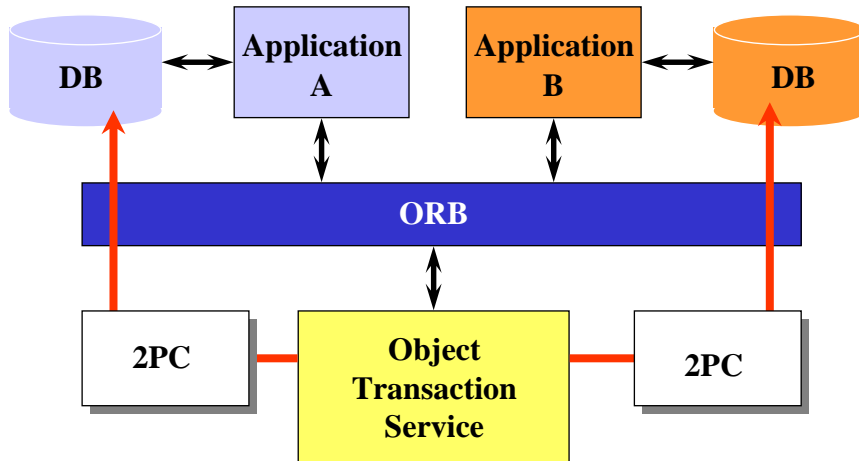 DB
Application
A
Application
B
DB
ORB
2PC
Object
Transaction
Service
2PC